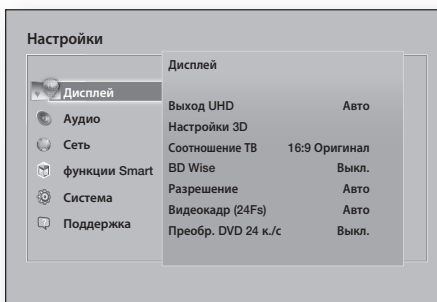 Настройки
Дисплей
Аудио
Сеть
функции Smart
Система
Поддержка
Дисплей
Выход UHD Авто
Настройки 3D
Соотношение ТВ 16:9 Оригинал
BD Wise Выкл.
Разрешение Авто
Видеокадр (24Fs) Авто
Преобр. DVD 24 к./с Выкл.